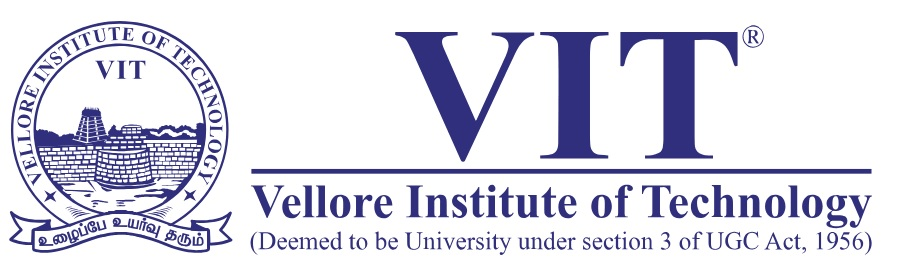 VELLORE INSTITUTE OF TECHNOLOGY
VIT
உழைப்பே உயர்வு தரும்
VIT®
Vellore Institute of Technology
(Deemed to be University under section 3 of UGC Act, 1956)